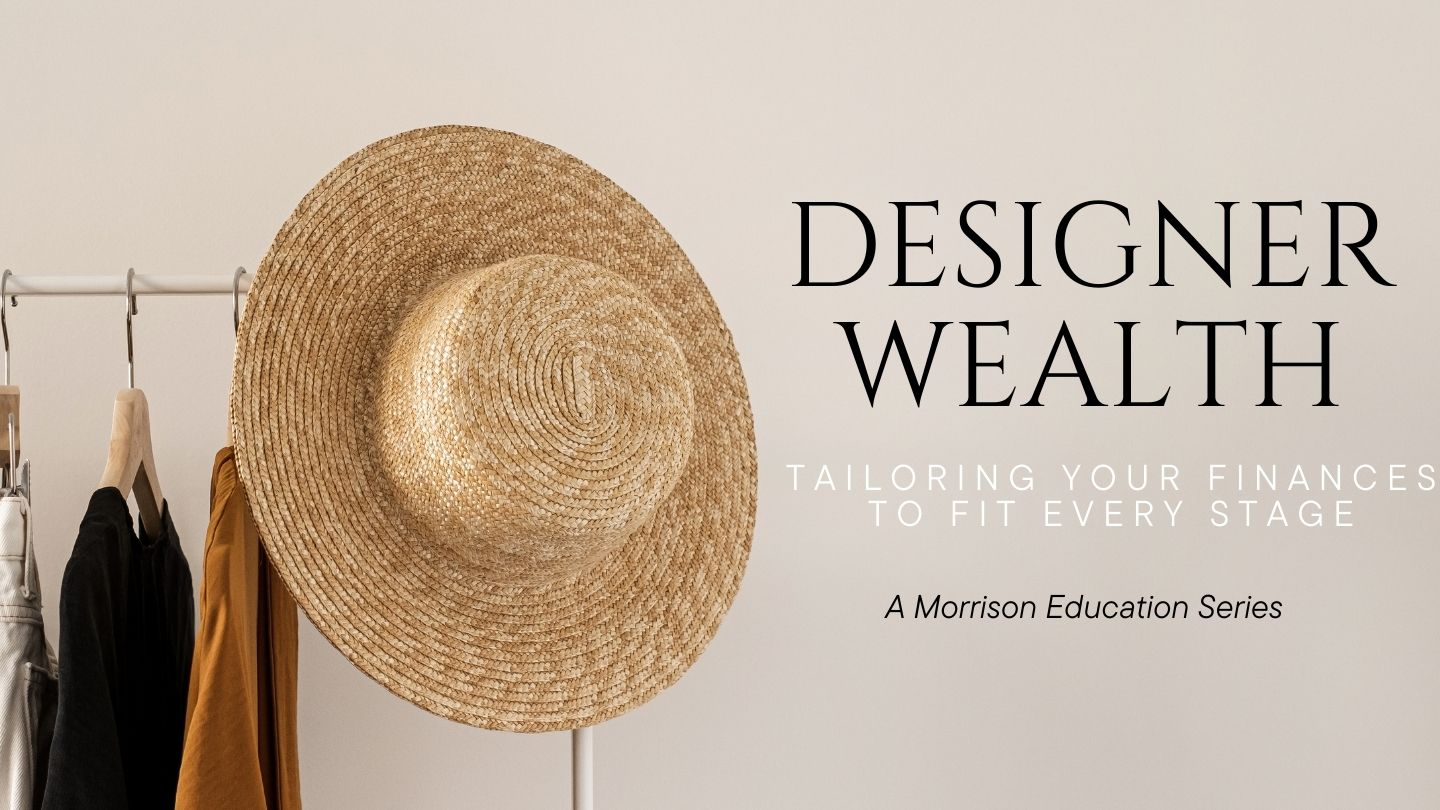 DESIGNER
WEALTH
TAILORING YOUR FINANCES
TO FIT EVERY STAGE
A Morrison Education Series